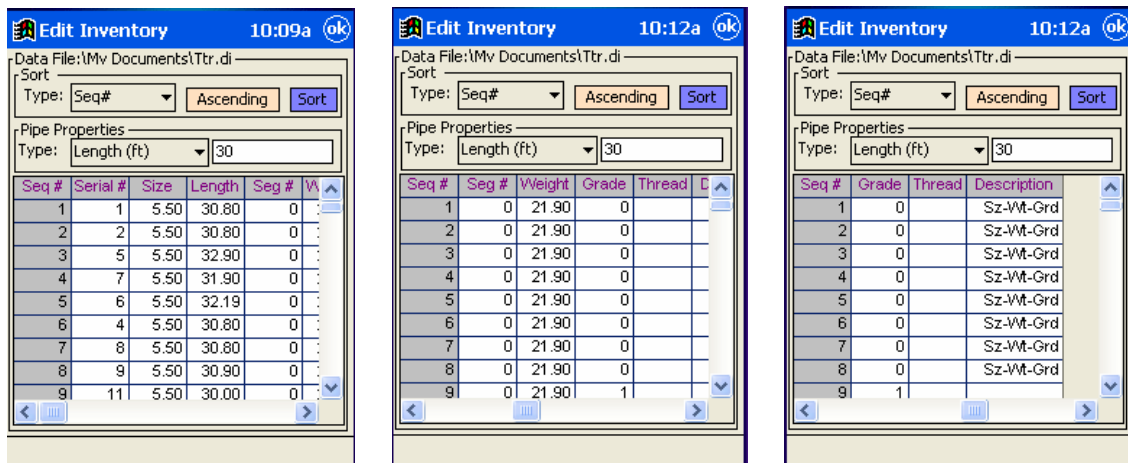 Edit Inventory 10:09a ok
Data File:\My Documents\Ttr.di
Sort
Type: Seq# Ascending Sort
Pipe Properties
Type: Length (ft) 30
Seq # Serial # Size Length Seg # W
1 1 5.50 30.80 0
2 2 5.50 30.80 0
3 5 5.50 32.90 0
4 7 5.50 31.90 0
5 6 5.50 32.19 0
6 4 5.50 30.80 0
7 8 5.50 30.80 0
8 9 5.50 30.90 0
9 11 5.50 30.00 0
Edit Inventory 10:12a ok
Data File:\My Documents\Ttr.di
Sort
Type: Seq# Ascending Sort
Pipe Properties
Type: Length (ft) 30
Seq # Seg # Weight Grade Thread D
1 0 21.90 0
2 0 21.90 0
3 0 21.90 0
4 0 21.90 0
5 0 21.90 0
6 0 21.90 0
7 0 21.90 0
8 0 21.90 0
9 0 21.90 1
Edit Inventory 10:12a ok
Data File:\My Documents\Ttr.di
Sort
Type: Seq# Ascending Sort
Pipe Properties
Type: Length (ft) 30
Seq # Grade Thread Description
1 0 Sz-Wt-Grd
2 0 Sz-Wt-Grd
3 0 Sz-Wt-Grd
4 0 Sz-Wt-Grd
5 0 Sz-Wt-Grd
6 0 Sz-Wt-Grd
7 0 Sz-Wt-Grd
8 0 Sz-Wt-Grd
9 1